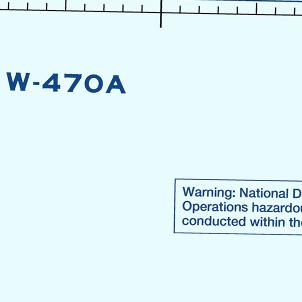 W-470A
Warning: National D
Operations hazardou
conducted within the